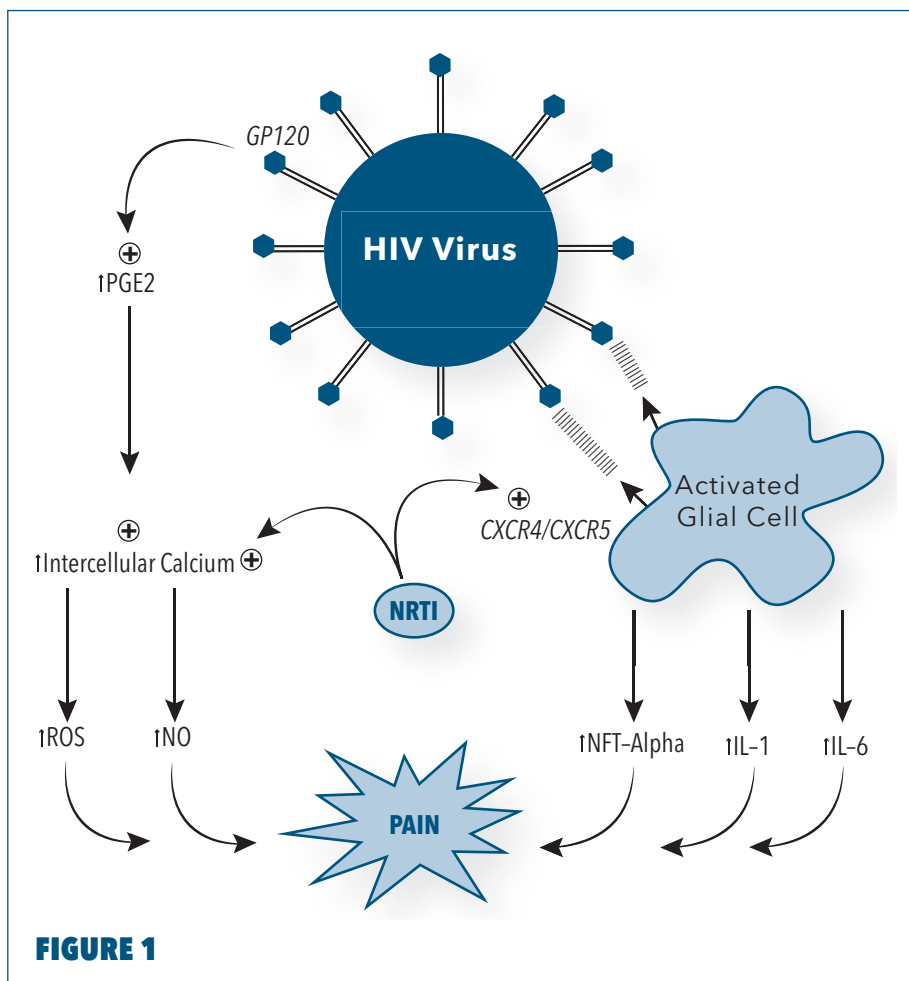 GP120
HIV Virus
⊕
↑PGE2
Activated
Glial Cell
⊕
CXCR4/CXCR5
⊕
↑Intercellular Calcium ⊕
NRTI
↑ROS
↑NO
↑NFT–Alpha
↑IL–1
↑IL–6
PAIN
FIGURE 1